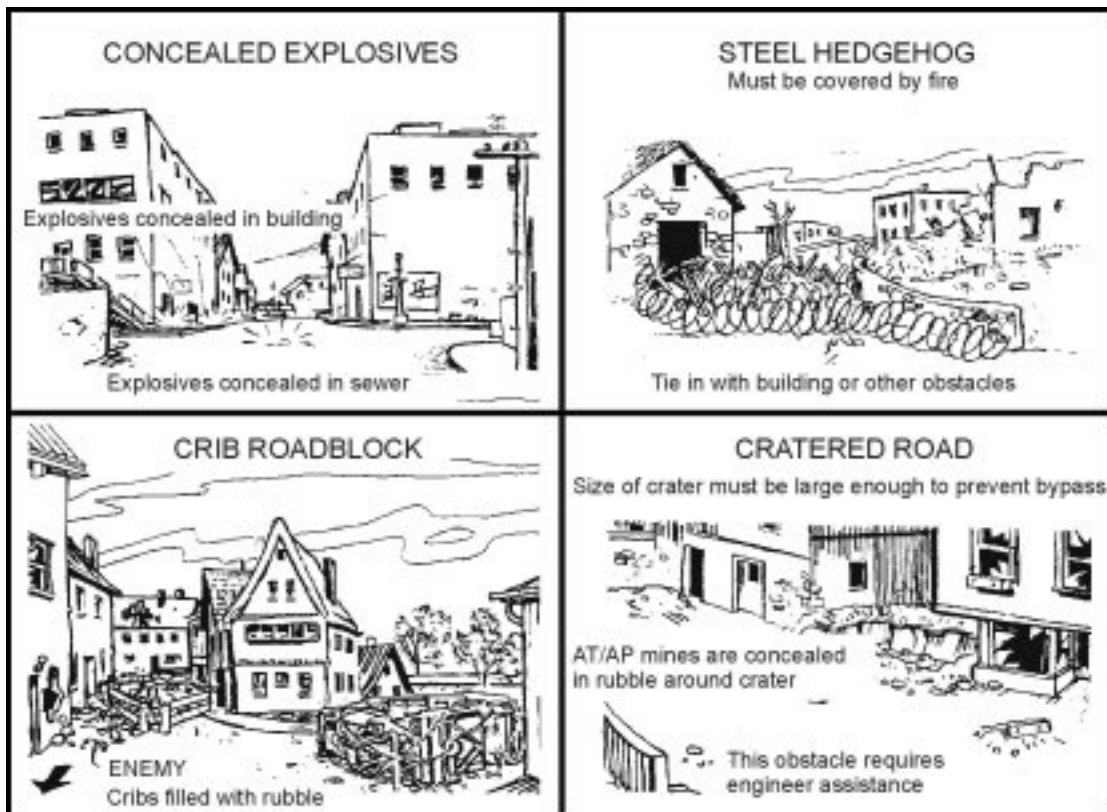 CONCEALED EXPLOSIVES
Explosives concealed in building
Explosives concealed in sewer
STEEL HEDGEHOG
Must be covered by fire
Tie in with building or other obstacles
CRIB ROADBLOCK
ENEMY
Cribs filled with rubble
CRATERED ROAD
Size of crater must be large enough to prevent bypass
AT/AP mines are concealed
in rubble around crater
This obstacle requires
engineer assistance